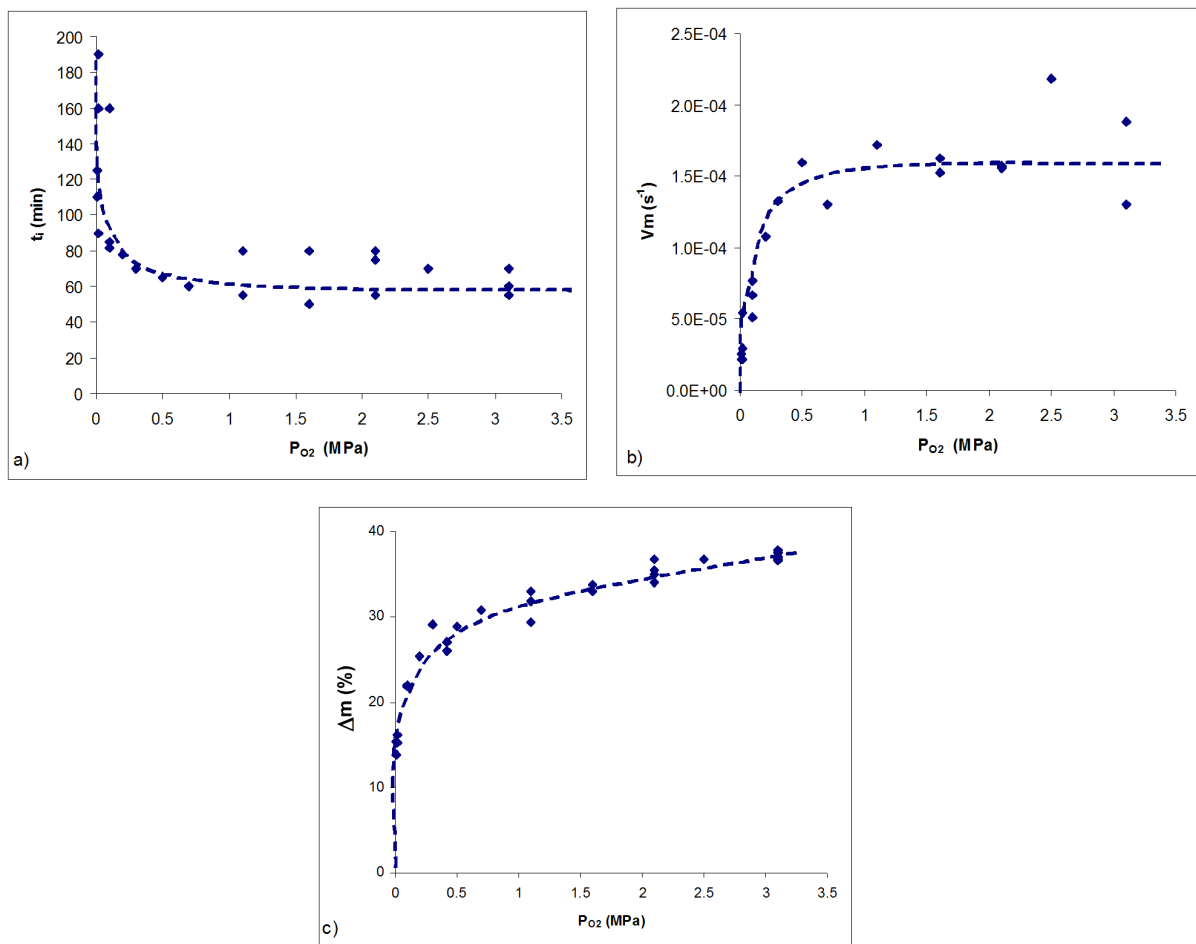 200
180
160
140
120
100
80
60
40
20
0
tᵢ (min)
0 0.5 1 1.5 2 2.5 3 3.5
P_O2 (MPa)
a)
2.5E-04
2.0E-04
1.5E-04
1.0E-04
5.0E-05
0.0E+00
Vm (s⁻¹)
0 0.5 1 1.5 2 2.5 3 3.5
P_O2 (MPa)
b)
40
30
20
10
0
Δm (%)
0 0.5 1 1.5 2 2.5 3 3.5
P_O2 (MPa)
c)